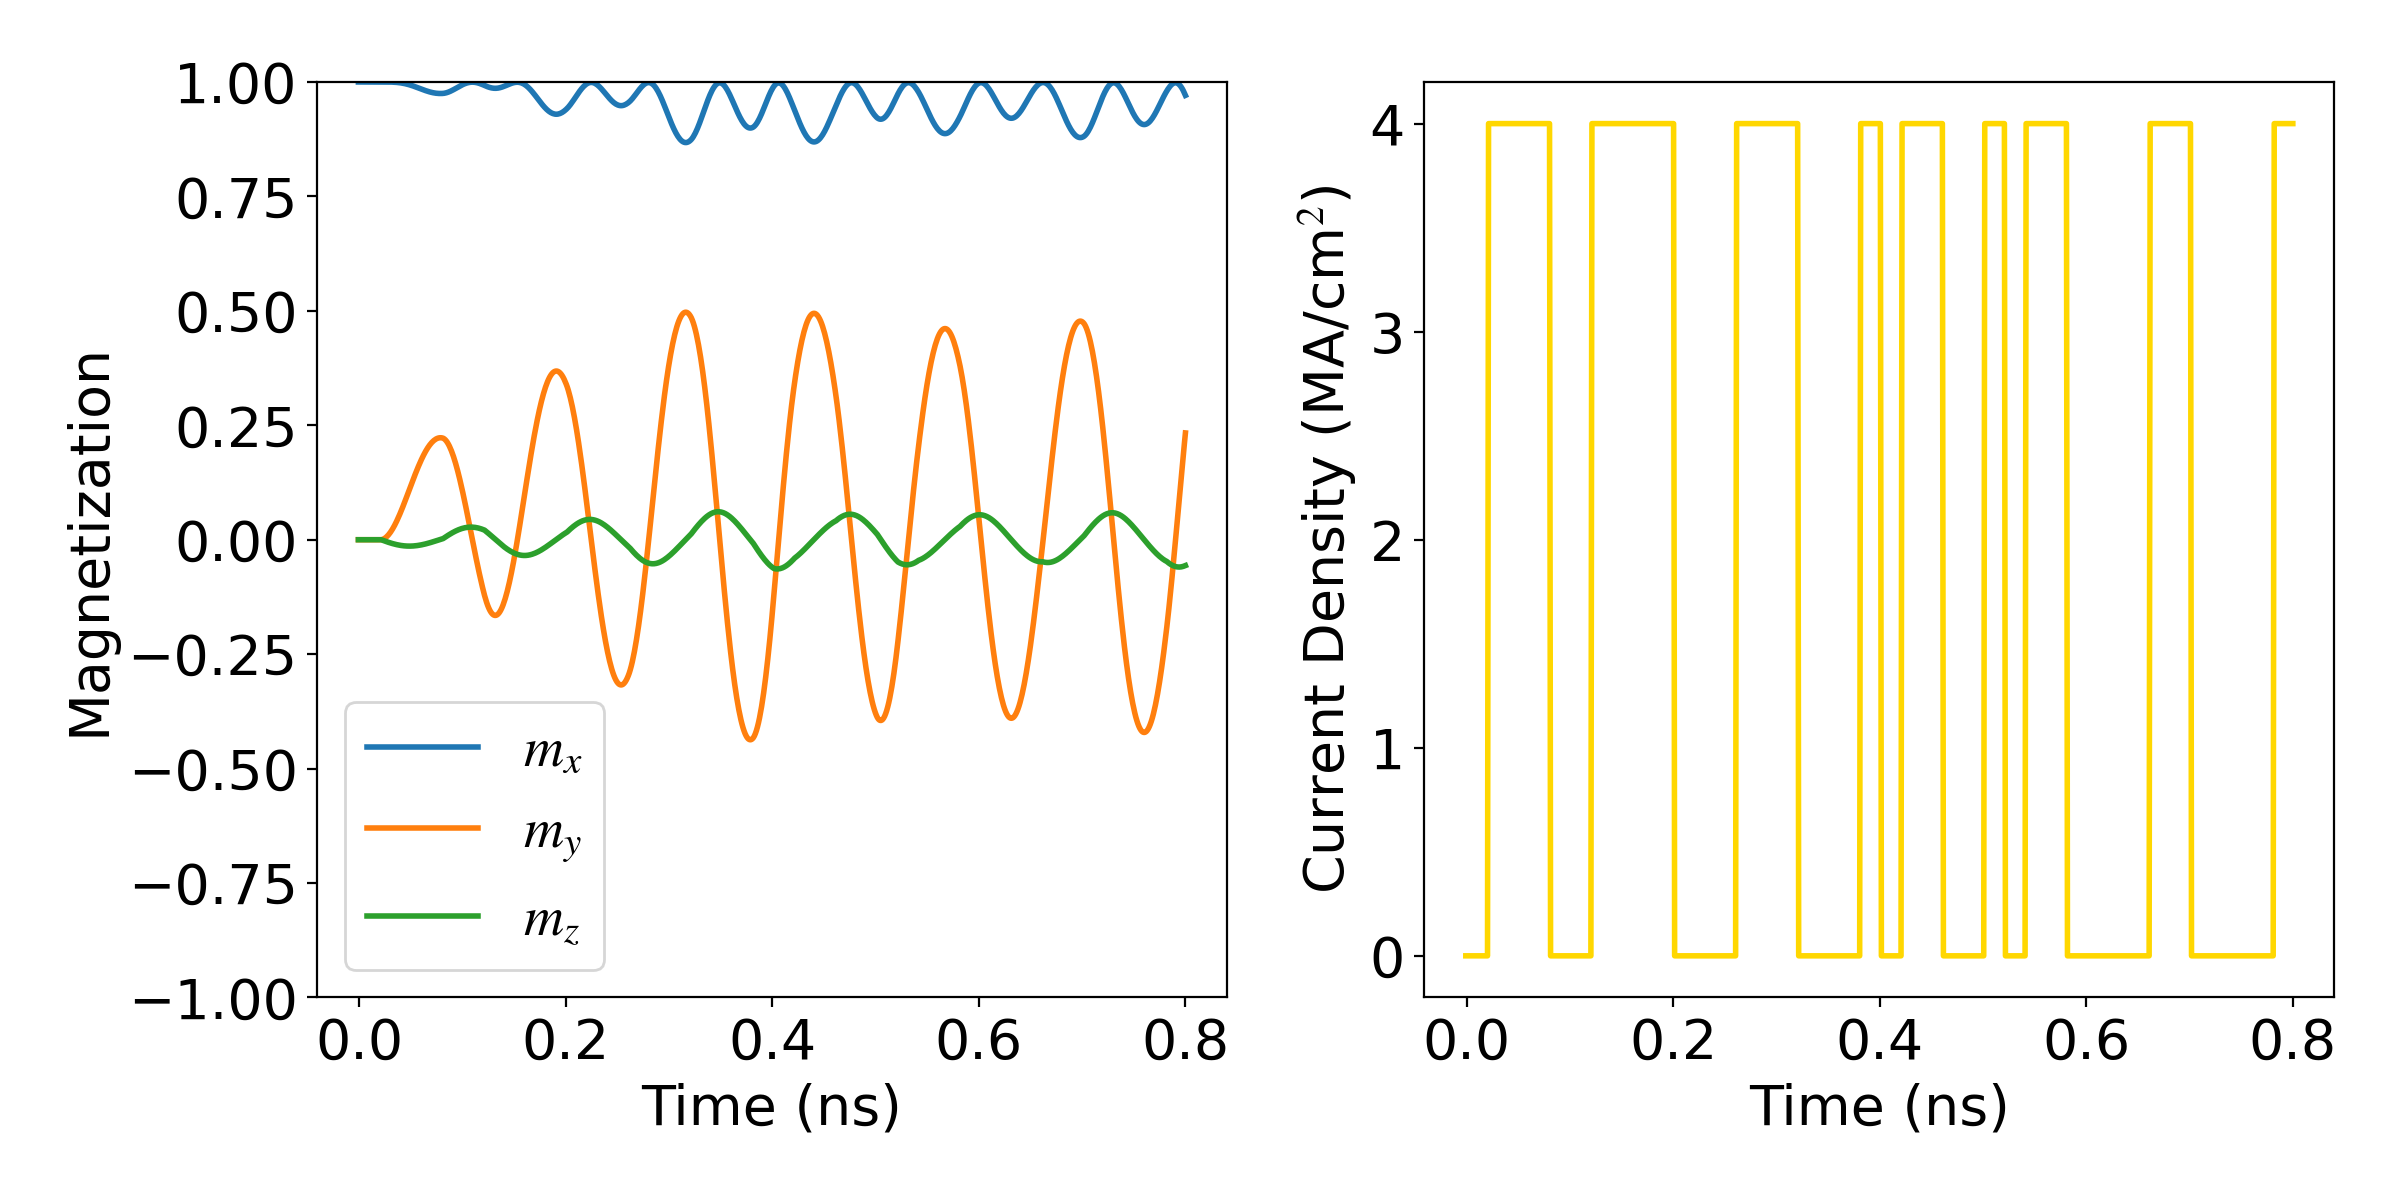 Magnetization
1.00
0.75
0.50
0.25
0.00
−0.25
−0.50
−0.75
−1.00
0.0 0.2 0.4 0.6 0.8
Time (ns)
m_x
m_y
m_z
Current Density (MA/cm²)
4
3
2
1
0
0.0 0.2 0.4 0.6 0.8
Time (ns)